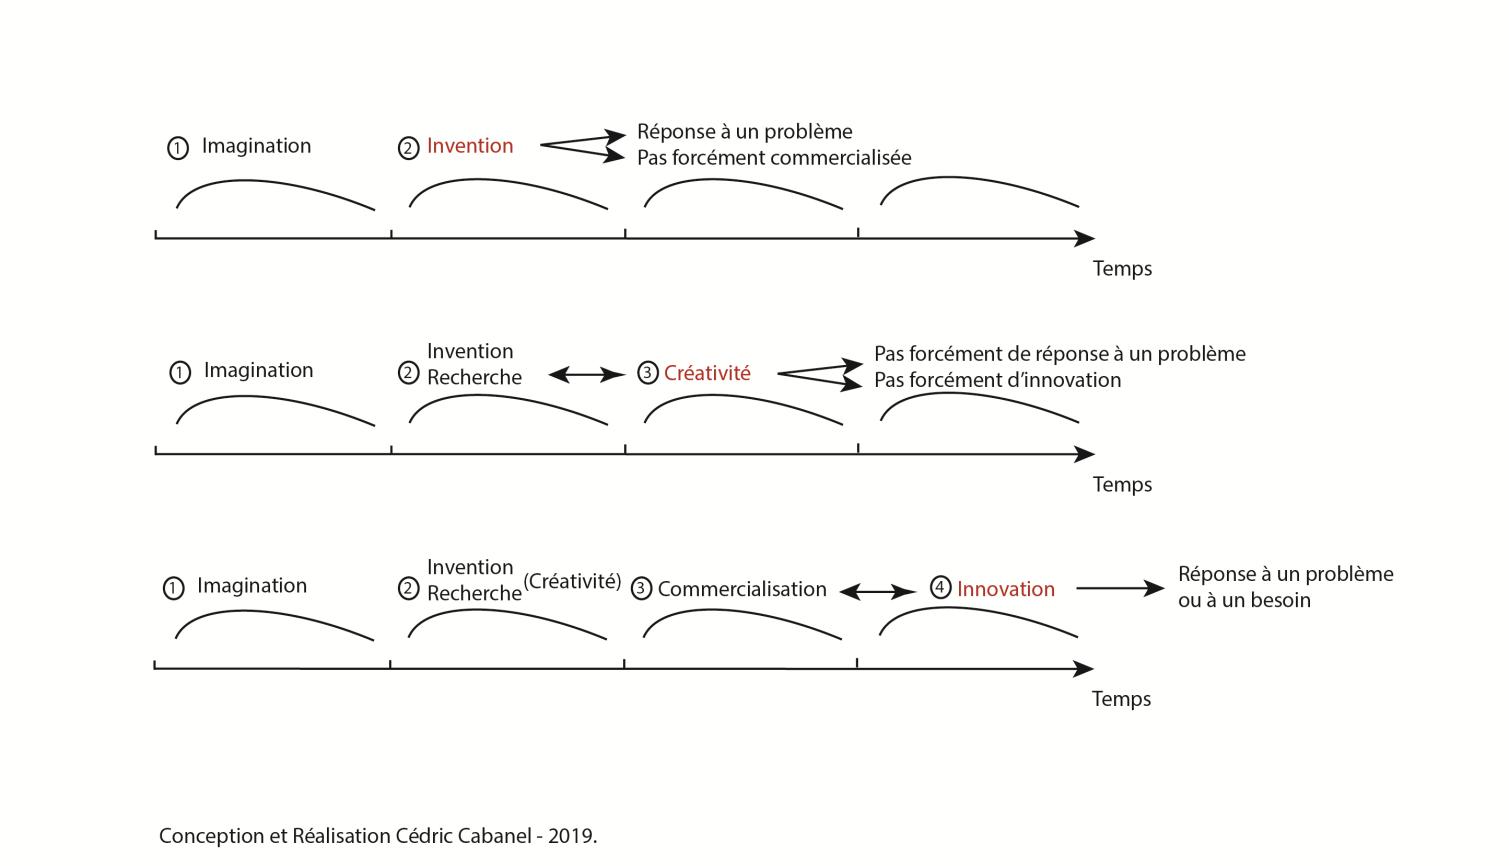 ① Imagination
② Invention
Réponse à un problème
Pas forcément commercialisée
Temps
① Imagination
② Invention
Recherche
③ Créativité
Pas forcément de réponse à un problème
Pas forcément d'innovation
Temps
① Imagination
② Invention
Recherche (Créativité)
③ Commercialisation
④ Innovation
Réponse à un problème
ou à un besoin
Temps
Conception et Réalisation Cédric Cabanel - 2019.